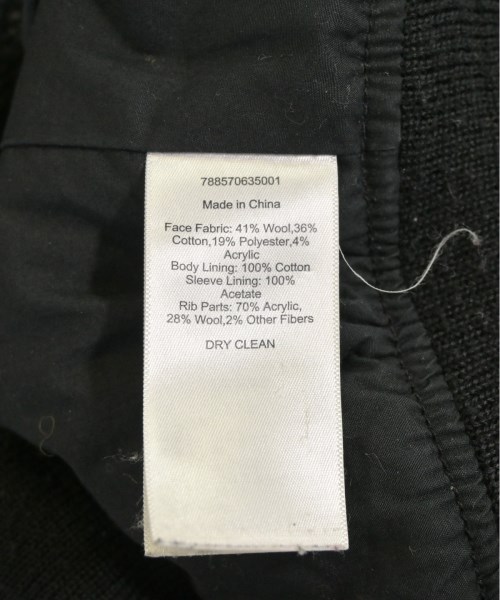 788570635001
Made in China
Face Fabric: 41% Wool,36%
Cotton,19% Polyester,4%
Acrylic
Body Lining: 100% Cotton
Sleeve Lining: 100%
Acetate
Rib Parts: 70% Acrylic,
28% Wool,2% Other Fibers
DRY CLEAN